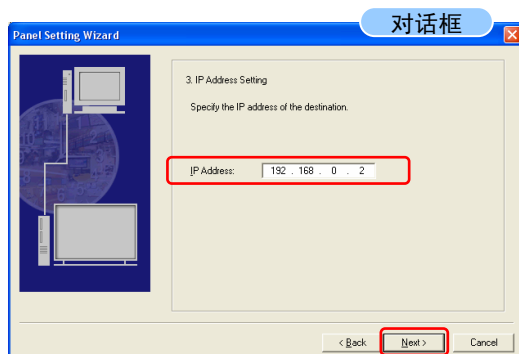 对话框
Panel Setting Wizard
3. IP Address Setting
Specify the IP address of the destination.
IP Address: 192 . 168 . 0 . 2
< Back Next > Cancel